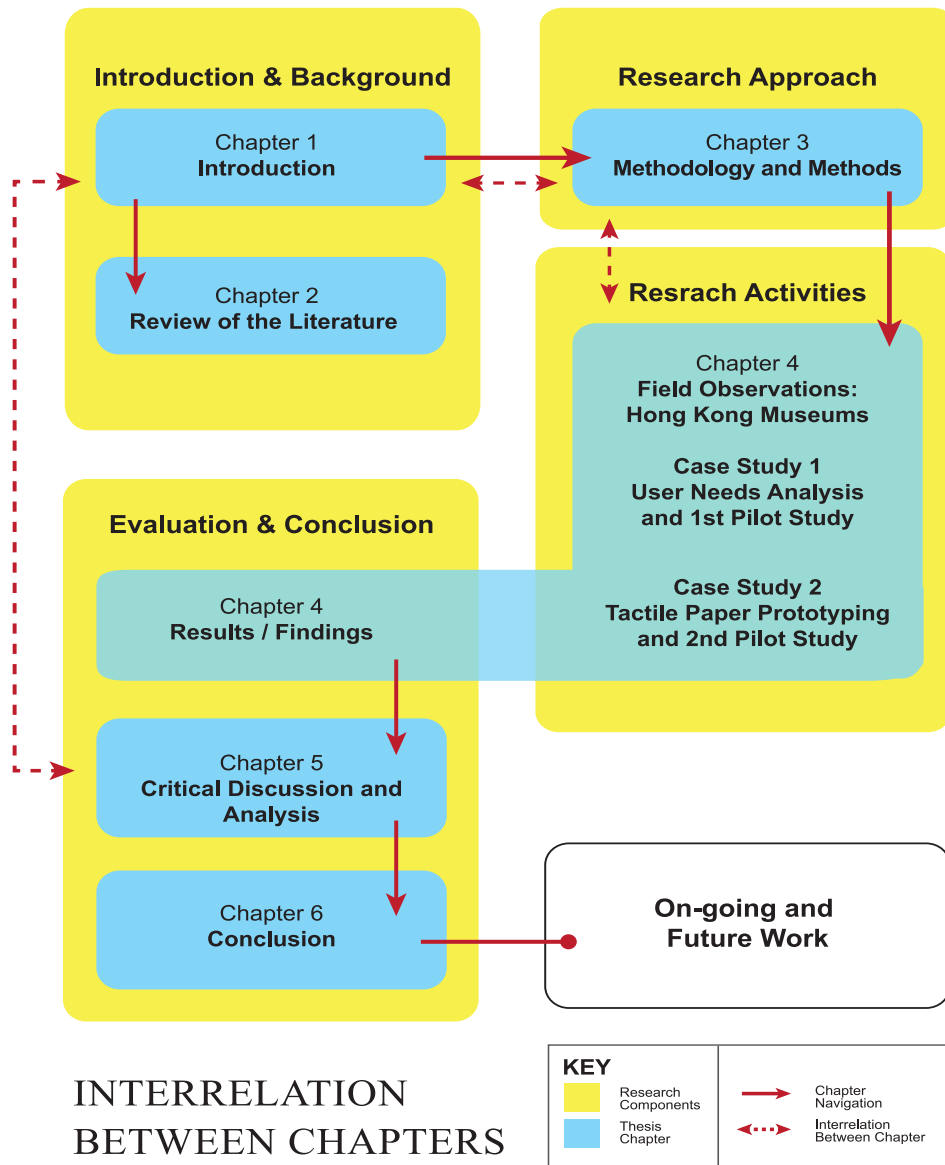 Introduction & Background
Chapter 1
Introduction
Chapter 2
Review of the Literature
Research Approach
Chapter 3
Methodology and Methods
Resrach Activities
Chapter 4
Field Observations:
Hong Kong Museums
Case Study 1
User Needs Analysis
and 1st Pilot Study
Case Study 2
Tactile Paper Prototyping
and 2nd Pilot Study
Evaluation & Conclusion
Chapter 4
Results / Findings
Chapter 5
Critical Discussion and
Analysis
Chapter 6
Conclusion
On-going and
Future Work
INTERRELATION
BETWEEN CHAPTERS
KEY
Research
Components
Thesis
Chapter
Chapter
Navigation
Interrelation
Between Chapter